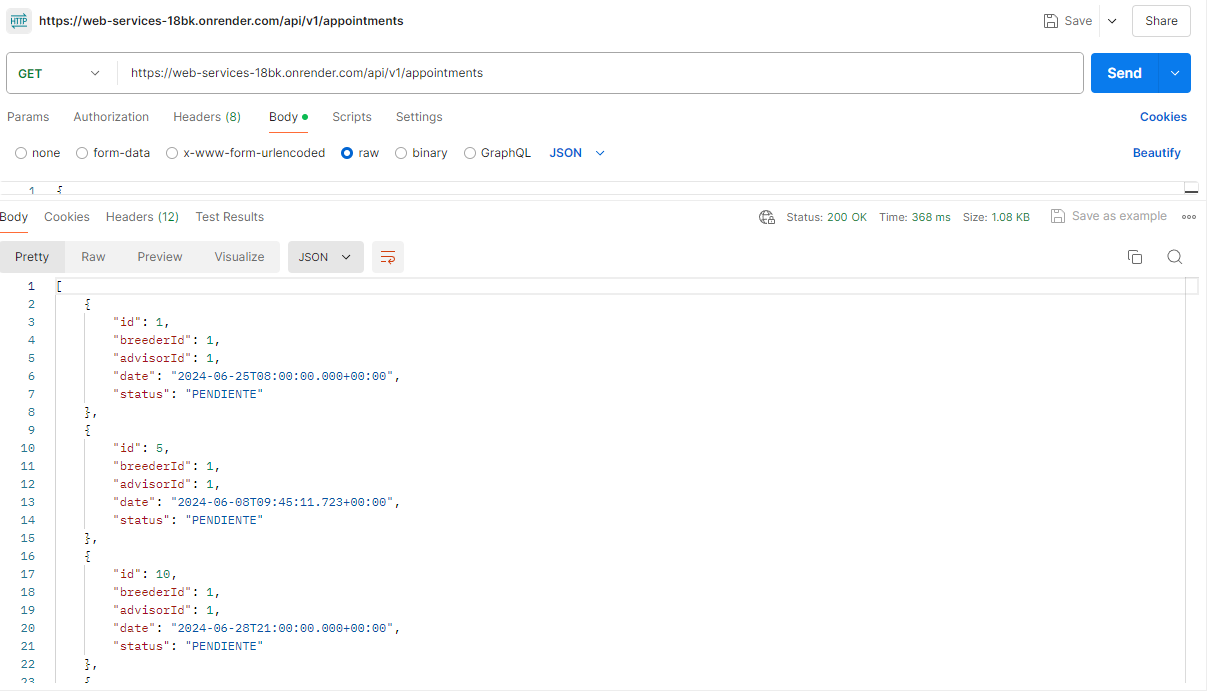 HTTP https://web-services-18bk.onrender.com/api/v1/appointments Save Share
GET https://web-services-18bk.onrender.com/api/v1/appointments Send
Params Authorization Headers (8) Body Scripts Settings Cookies
none form-data x-www-form-urlencoded raw binary GraphQL JSON Beautify
1 {
Body Cookies Headers (12) Test Results Status: 200 OK Time: 368 ms Size: 1.08 KB Save as example
Pretty Raw Preview Visualize JSON
1 [
2 {
3 "id": 1,
4 "breederId": 1,
5 "advisorId": 1,
6 "date": "2024-06-25T08:00:00.000+00:00",
7 "status": "PENDIENTE"
8 },
9 {
10 "id": 5,
11 "breederId": 1,
12 "advisorId": 1,
13 "date": "2024-06-08T09:45:11.723+00:00",
14 "status": "PENDIENTE"
15 },
16 {
17 "id": 10,
18 "breederId": 1,
19 "advisorId": 1,
20 "date": "2024-06-28T21:00:00.000+00:00",
21 "status": "PENDIENTE"
22 },
23 {